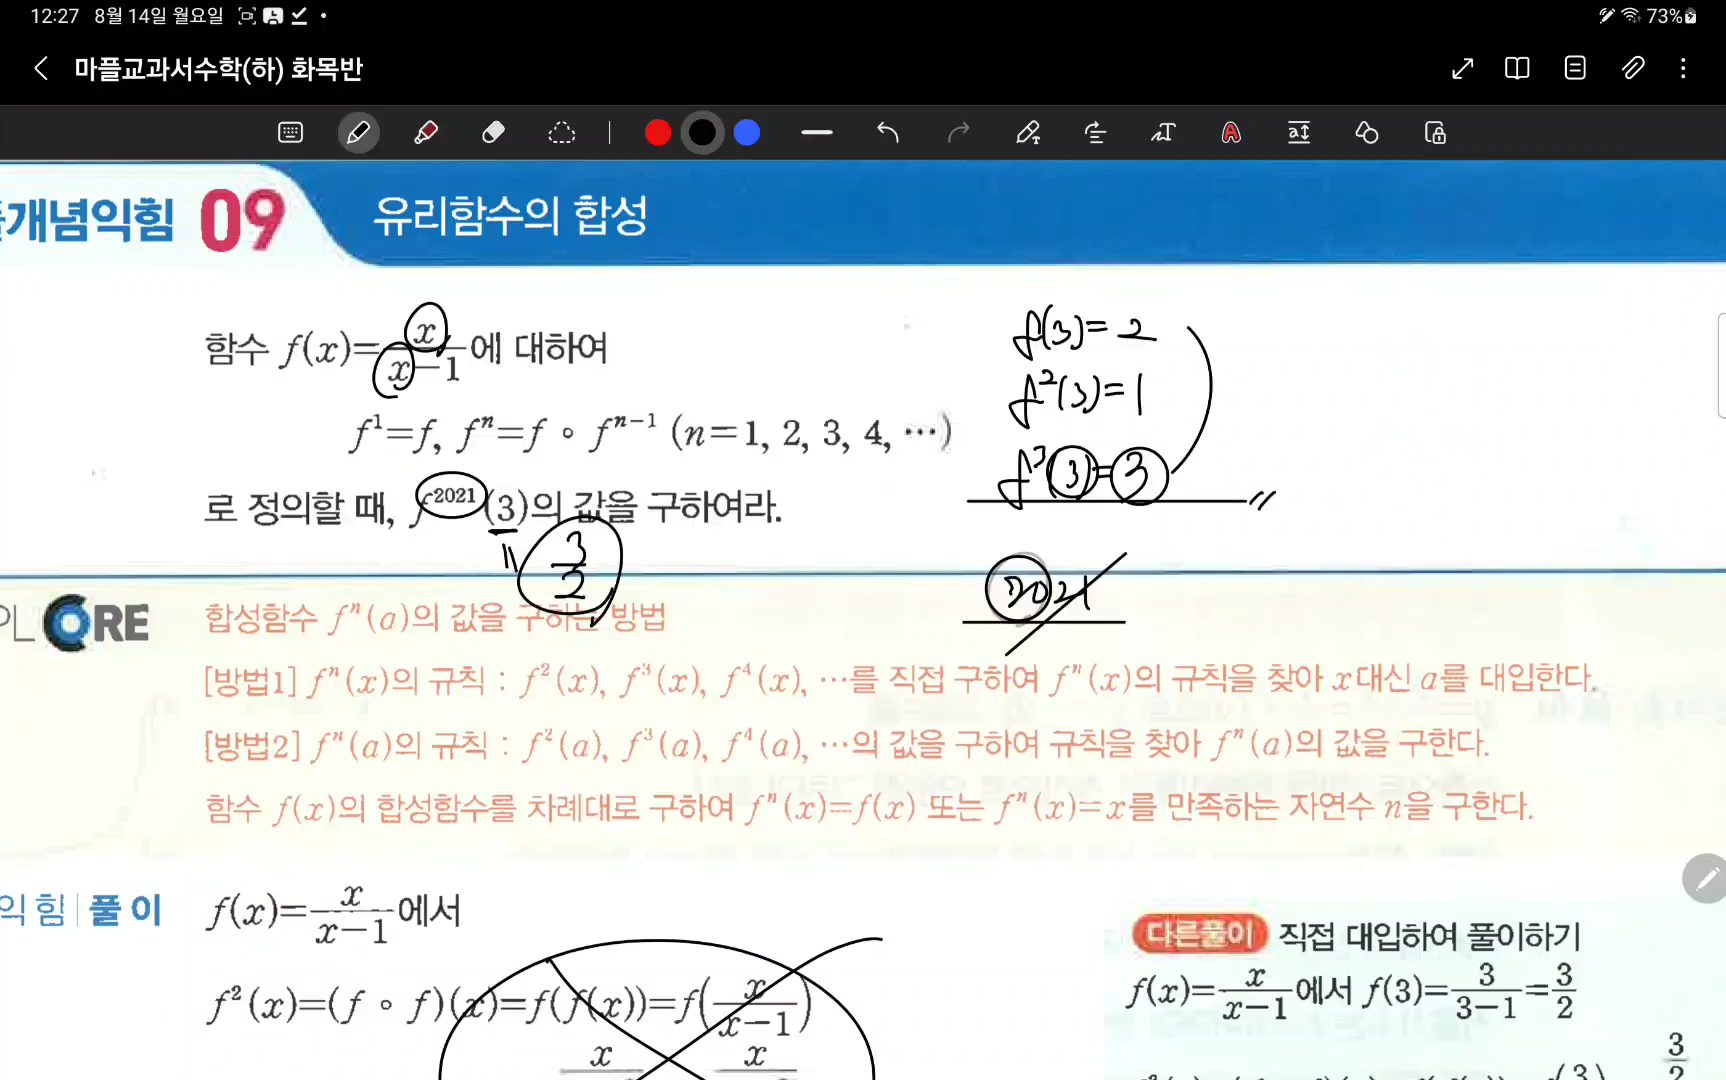 12:27 8월 14일 월요일 73%
마플교과서수학(하) 화목반
개념익힘 09 유리함수의 합성
함수 f(x)=x/(x-1)에 대하여
f¹=f, fⁿ=f∘fⁿ⁻¹ (n=1, 2, 3, 4, ⋯)
로 정의할 때, f²⁰²¹(3)의 값을 구하여라.
= 3/2
f(3)=2
f²(3)=1
f³(3)=3
2021
PL CORE
합성함수 fⁿ(a)의 값을 구하는 방법
[방법1] fⁿ(x)의 규칙 : f²(x), f³(x), f⁴(x), ⋯를 직접 구하여 fⁿ(x)의 규칙을 찾아 x대신 a를 대입한다.
[방법2] fⁿ(a)의 규칙 : f²(a), f³(a), f⁴(a), ⋯의 값을 구하여 규칙을 찾아 fⁿ(a)의 값을 구한다.
함수 f(x)의 합성함수를 차례대로 구하여 fⁿ(x)=f(x) 또는 fⁿ(x)=x를 만족하는 자연수 n을 구한다.
익힘 | 풀이
f(x)=x/(x-1)에서
f²(x)=(f∘f)(x)=f(f(x))=f(x/(x-1))
x x
다른풀이 직접 대입하여 풀이하기
f(x)=x/(x-1)에서 f(3)=3/(3-1)=3/2